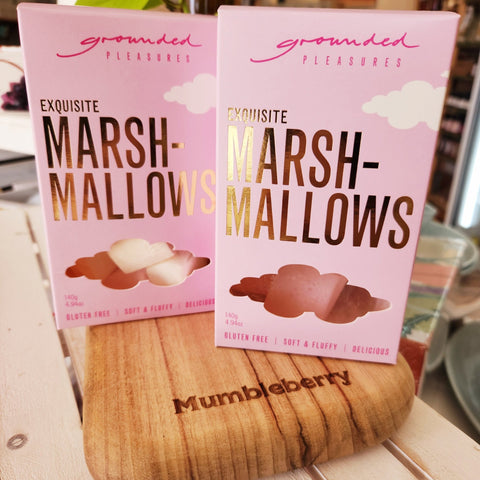 grounded
PLEASURES
EXQUISITE
MARSH-
MALLOWS
140g
4.94oz
GLUTEN FREE | SOFT & FLUFFY | DELICIOUS
grounded
PLEASURES
EXQUISITE
MARSH-
MALLOWS
140g
4.94oz
GLUTEN FREE | SOFT & FLUFFY | DELICIOUS
Mumbleberry